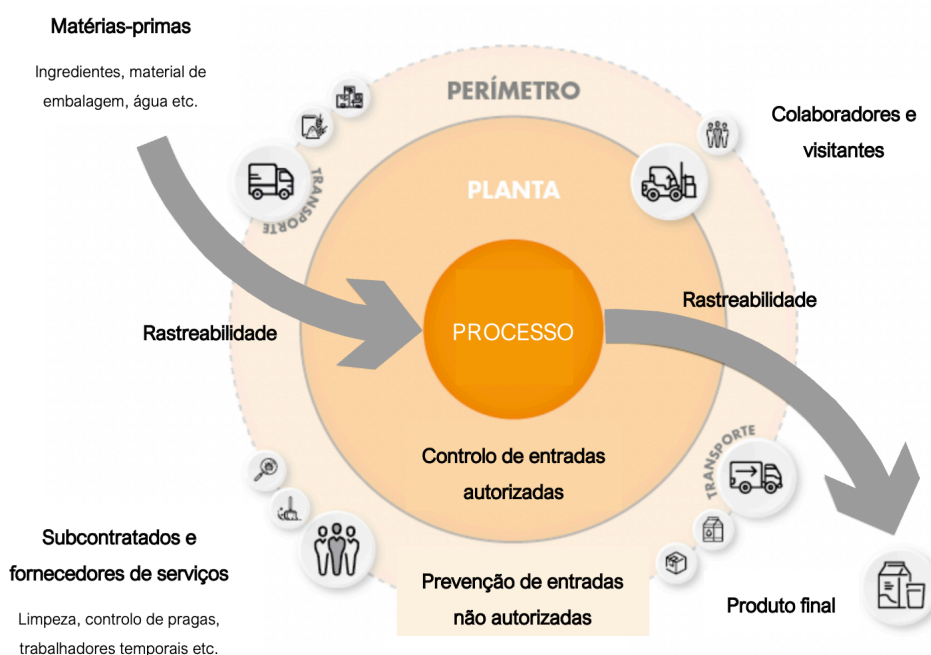 Matérias-primas
Ingredientes, material de
embalagem, água etc.
PERÍMETRO
Colaboradores e
visitantes
TRANSPORTE
PLANTA
Rastreabilidade
PROCESSO
Rastreabilidade
Controlo de entradas
autorizadas
TRANSPORTE
Subcontratados e
fornecedores de serviços
Limpeza, controlo de pragas,
trabalhadores temporais etc.
Prevenção de entradas
não autorizadas
Produto final